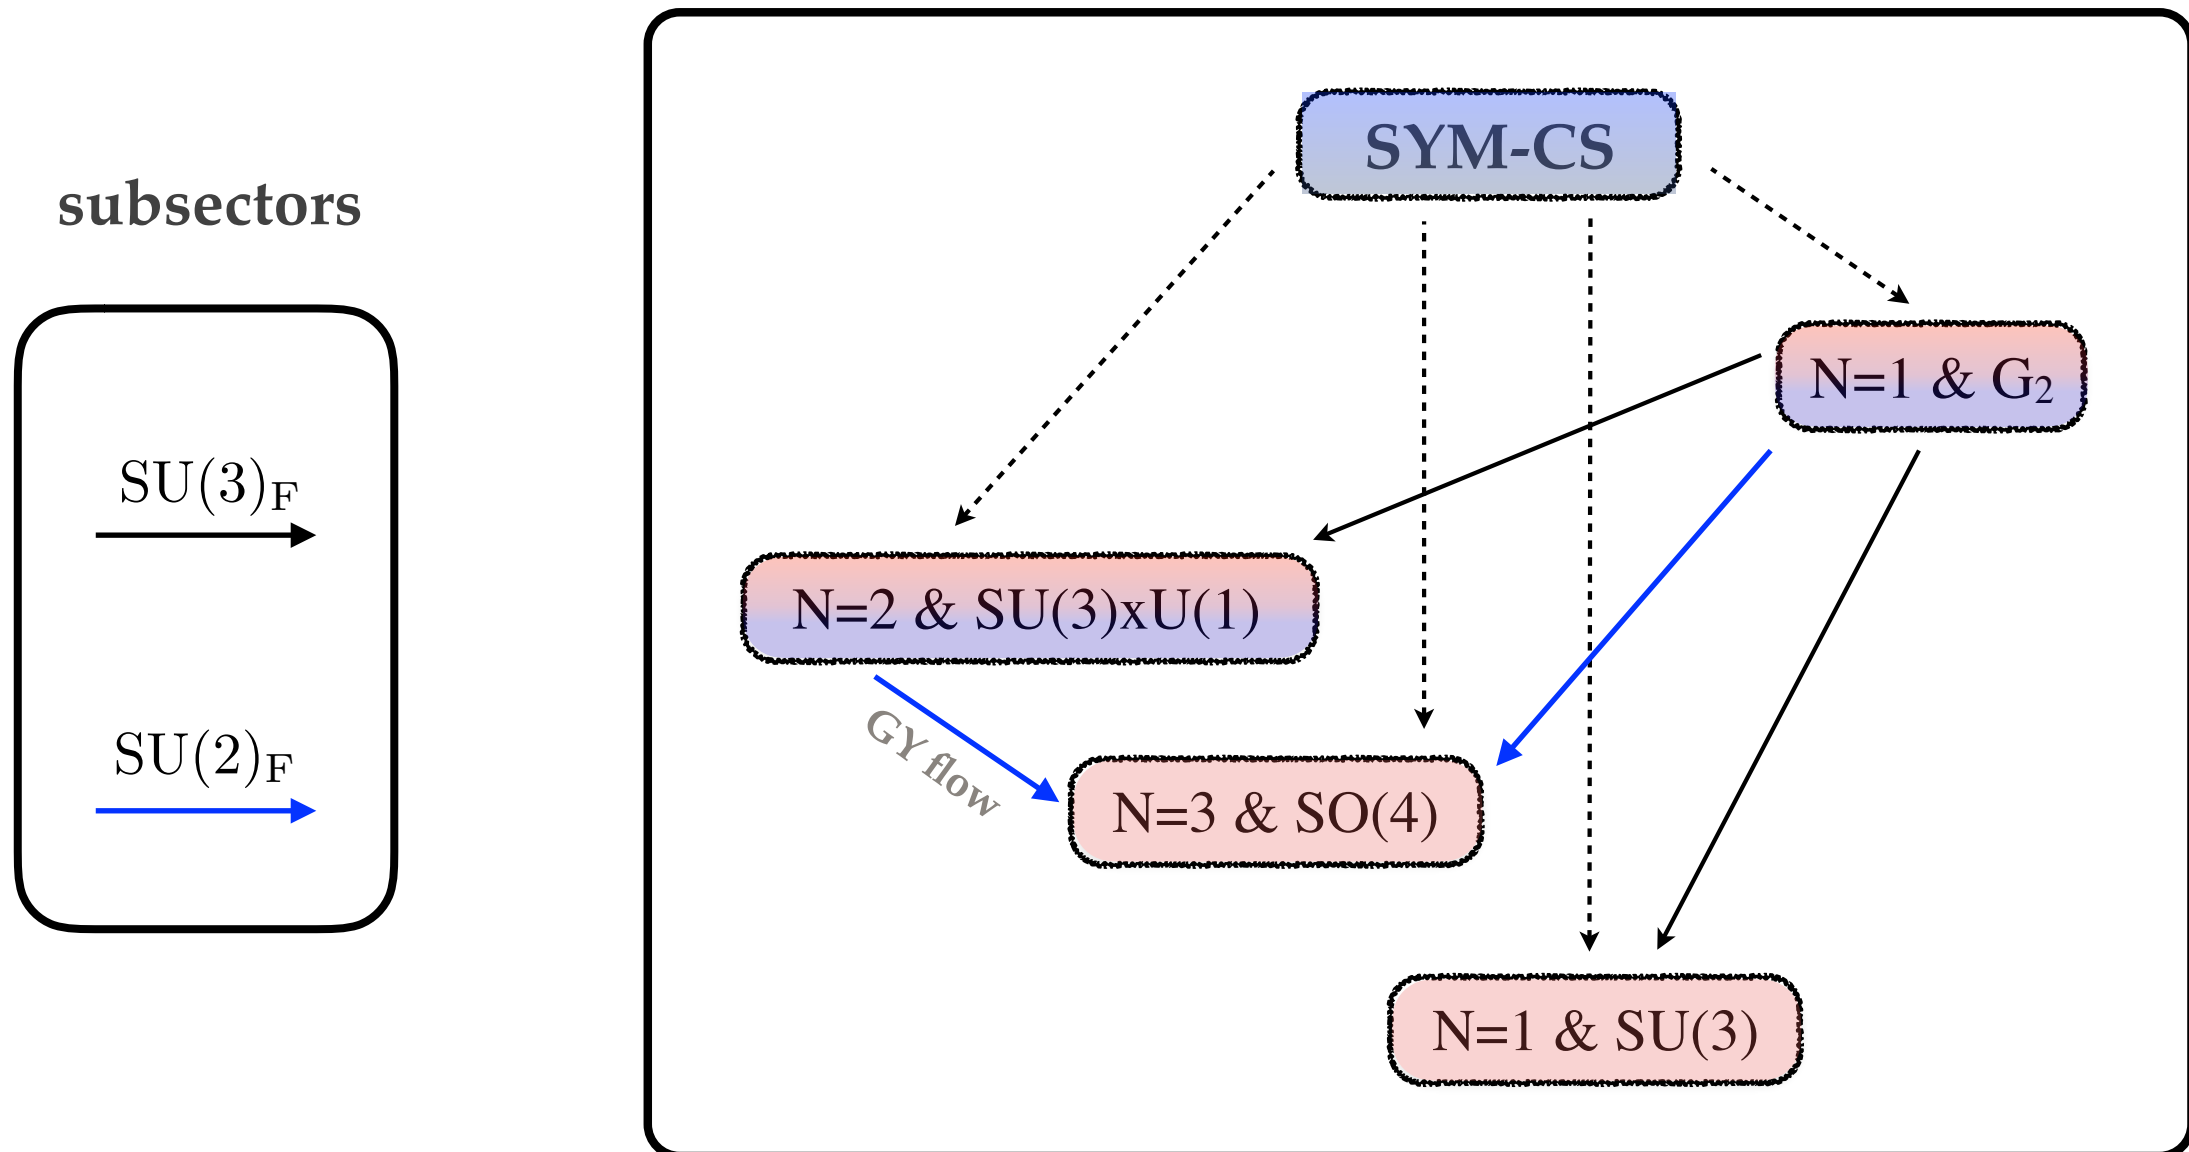 subsectors
SU(3)F
SU(2)F
SYM-CS
N=1 & G2
N=2 & SU(3)xU(1)
GY flow
N=3 & SO(4)
N=1 & SU(3)